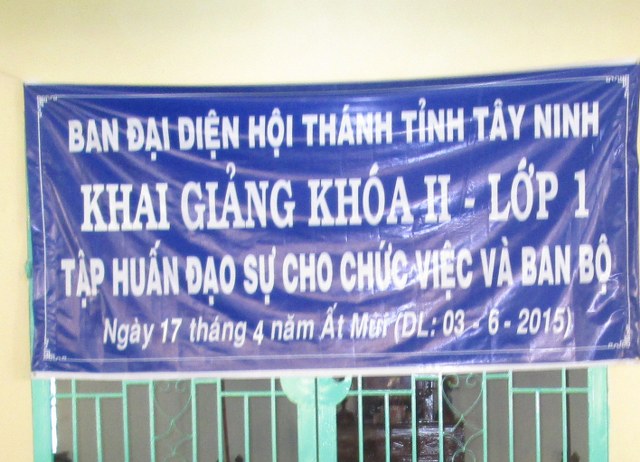 BAN ĐẠI DIỆN HỘI THÁNH TỈNH TÂY NINH
KHAI GIẢNG KHÓA II - LỚP 1
TẬP HUẤN ĐẠO SỰ CHO CHỨC VIỆC VÀ BAN BỘ
Ngày 17 tháng 4 năm Ất Mùi (DL: 03 - 6 - 2015)